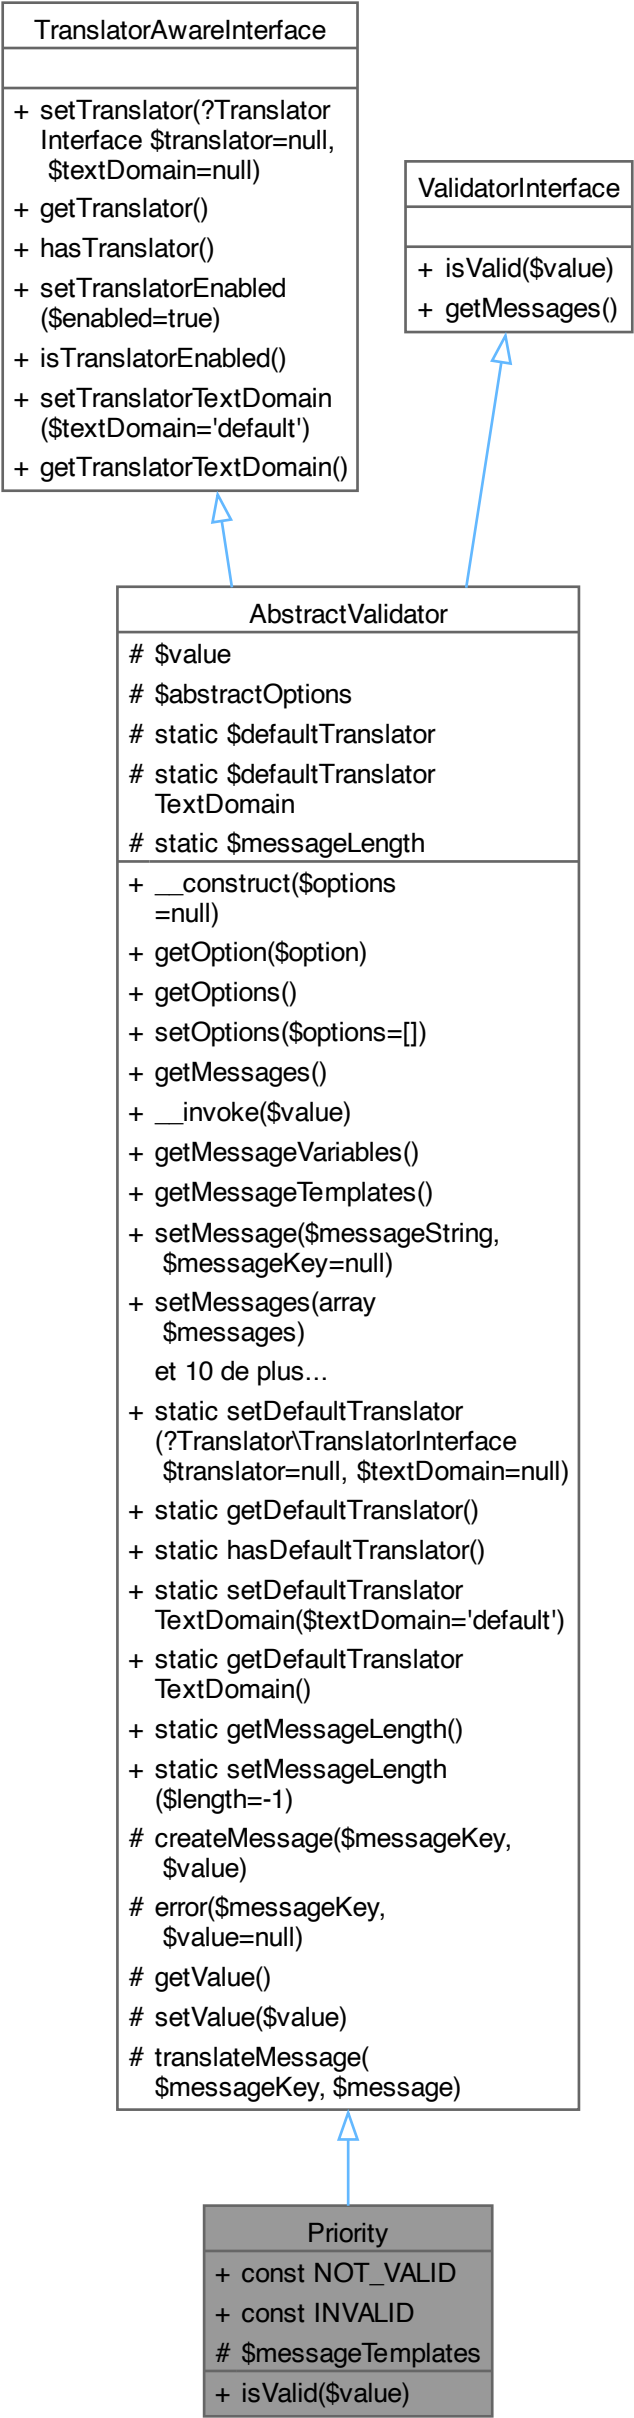 TranslatorAwareInterface
+ setTranslator(?Translator
Interface $translator=null,
$textDomain=null)
+ getTranslator()
+ hasTranslator()
+ setTranslatorEnabled
($enabled=true)
+ isTranslatorEnabled()
+ setTranslatorTextDomain
($textDomain='default')
+ getTranslatorTextDomain()
ValidatorInterface
+ isValid($value)
+ getMessages()
AbstractValidator
# $value
# $abstractOptions
# static $defaultTranslator
# static $defaultTranslator
TextDomain
# static $messageLength
+ __construct($options
=null)
+ getOption($option)
+ getOptions()
+ setOptions($options=[])
+ getMessages()
+ __invoke($value)
+ getMessageVariables()
+ getMessageTemplates()
+ setMessage($messageString,
$messageKey=null)
+ setMessages(array
$messages)
et 10 de plus...
+ static setDefaultTranslator
(?Translator\TranslatorInterface
$translator=null, $textDomain=null)
+ static getDefaultTranslator()
+ static hasDefaultTranslator()
+ static setDefaultTranslator
TextDomain($textDomain='default')
+ static getDefaultTranslator
TextDomain()
+ static getMessageLength()
+ static setMessageLength
($length=-1)
# createMessage($messageKey,
$value)
# error($messageKey,
$value=null)
# getValue()
# setValue($value)
# translateMessage(
$messageKey, $message)
Priority
+ const NOT_VALID
+ const INVALID
# $messageTemplates
+ isValid($value)